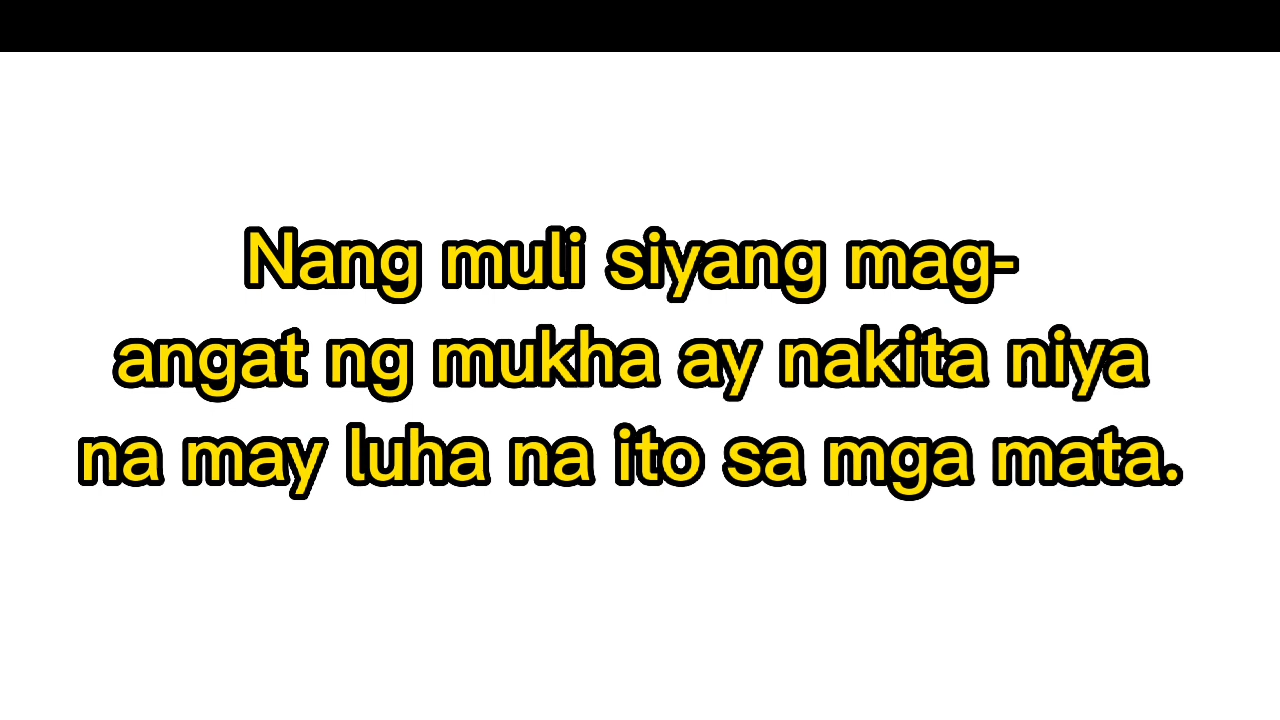 Nang muli siyang mag-
angat ng mukha ay nakita niya
na may luha na ito sa mga mata.